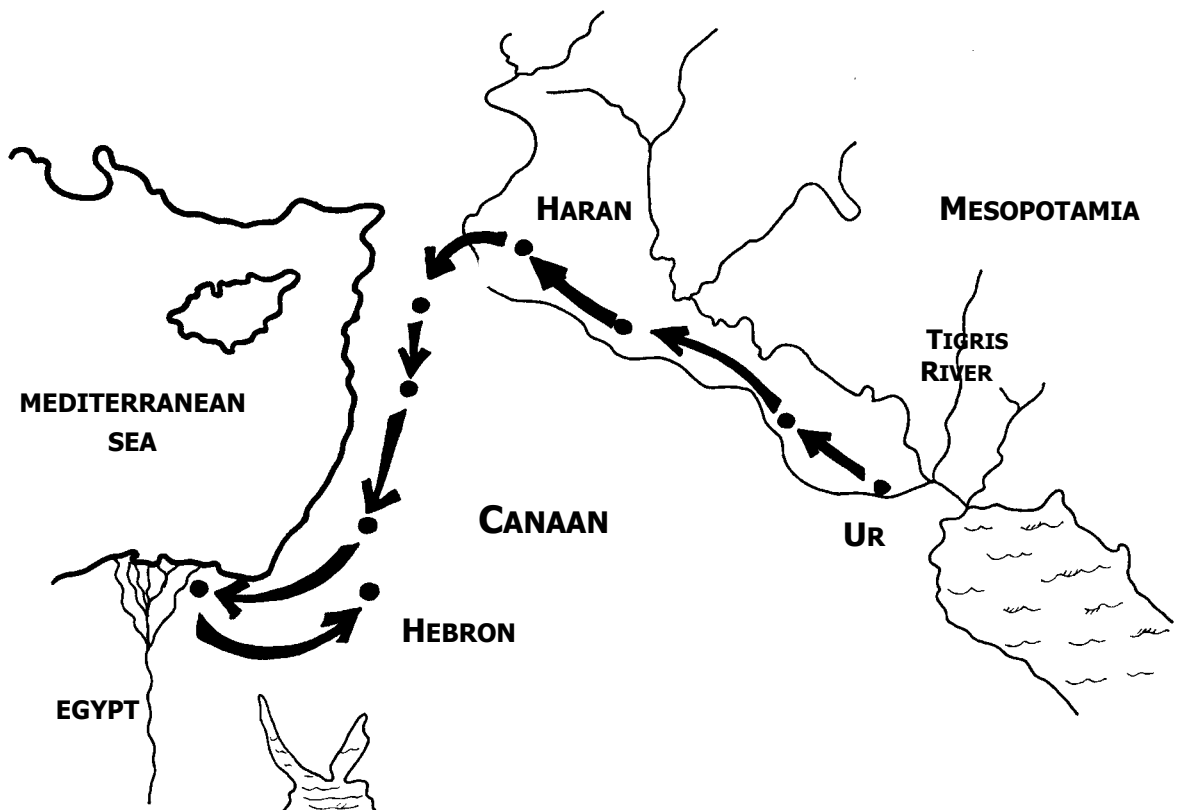 HARAN
MESOPOTAMIA
TIGRIS
RIVER
MEDITERRANEAN
SEA
CANAAN
UR
HEBRON
EGYPT